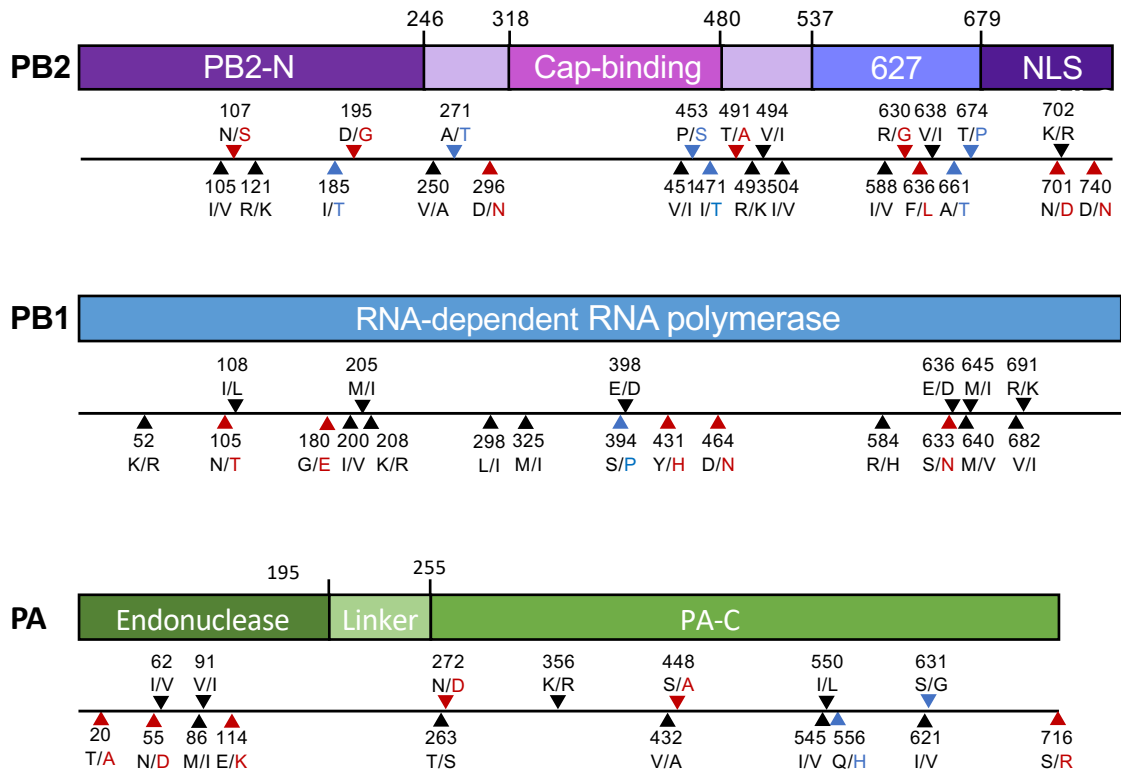 246 318 480 537 679
PB2 PB2-N Cap-binding 627 NLS
107 195 271 453 491 494 630 638 674 702
N/S D/G A/T P/S T/A V/I R/G V/I T/P K/R
105 121 185 250 296 451 471 493 504 588 636 661 701 740
I/V R/K I/T V/A D/N V/I I/T R/K I/V I/V F/L A/T N/D D/N
PB1 RNA-dependent RNA polymerase
108 205 398 636 645 691
I/L M/I E/D E/D M/I R/K
52 105 180 200 208 298 325 394 431 464 584 633 640 682
K/R N/T G/E I/V K/R L/I M/I S/P Y/H D/N R/H S/N M/V V/I
195 255
PA Endonuclease Linker PA-C
62 91 272 356 448 550 631
I/V V/I N/D K/R S/A I/L S/G
20 55 86 114 263 432 545 556 621 716
T/A N/D M/I E/K T/S V/A I/V Q/H I/V S/R